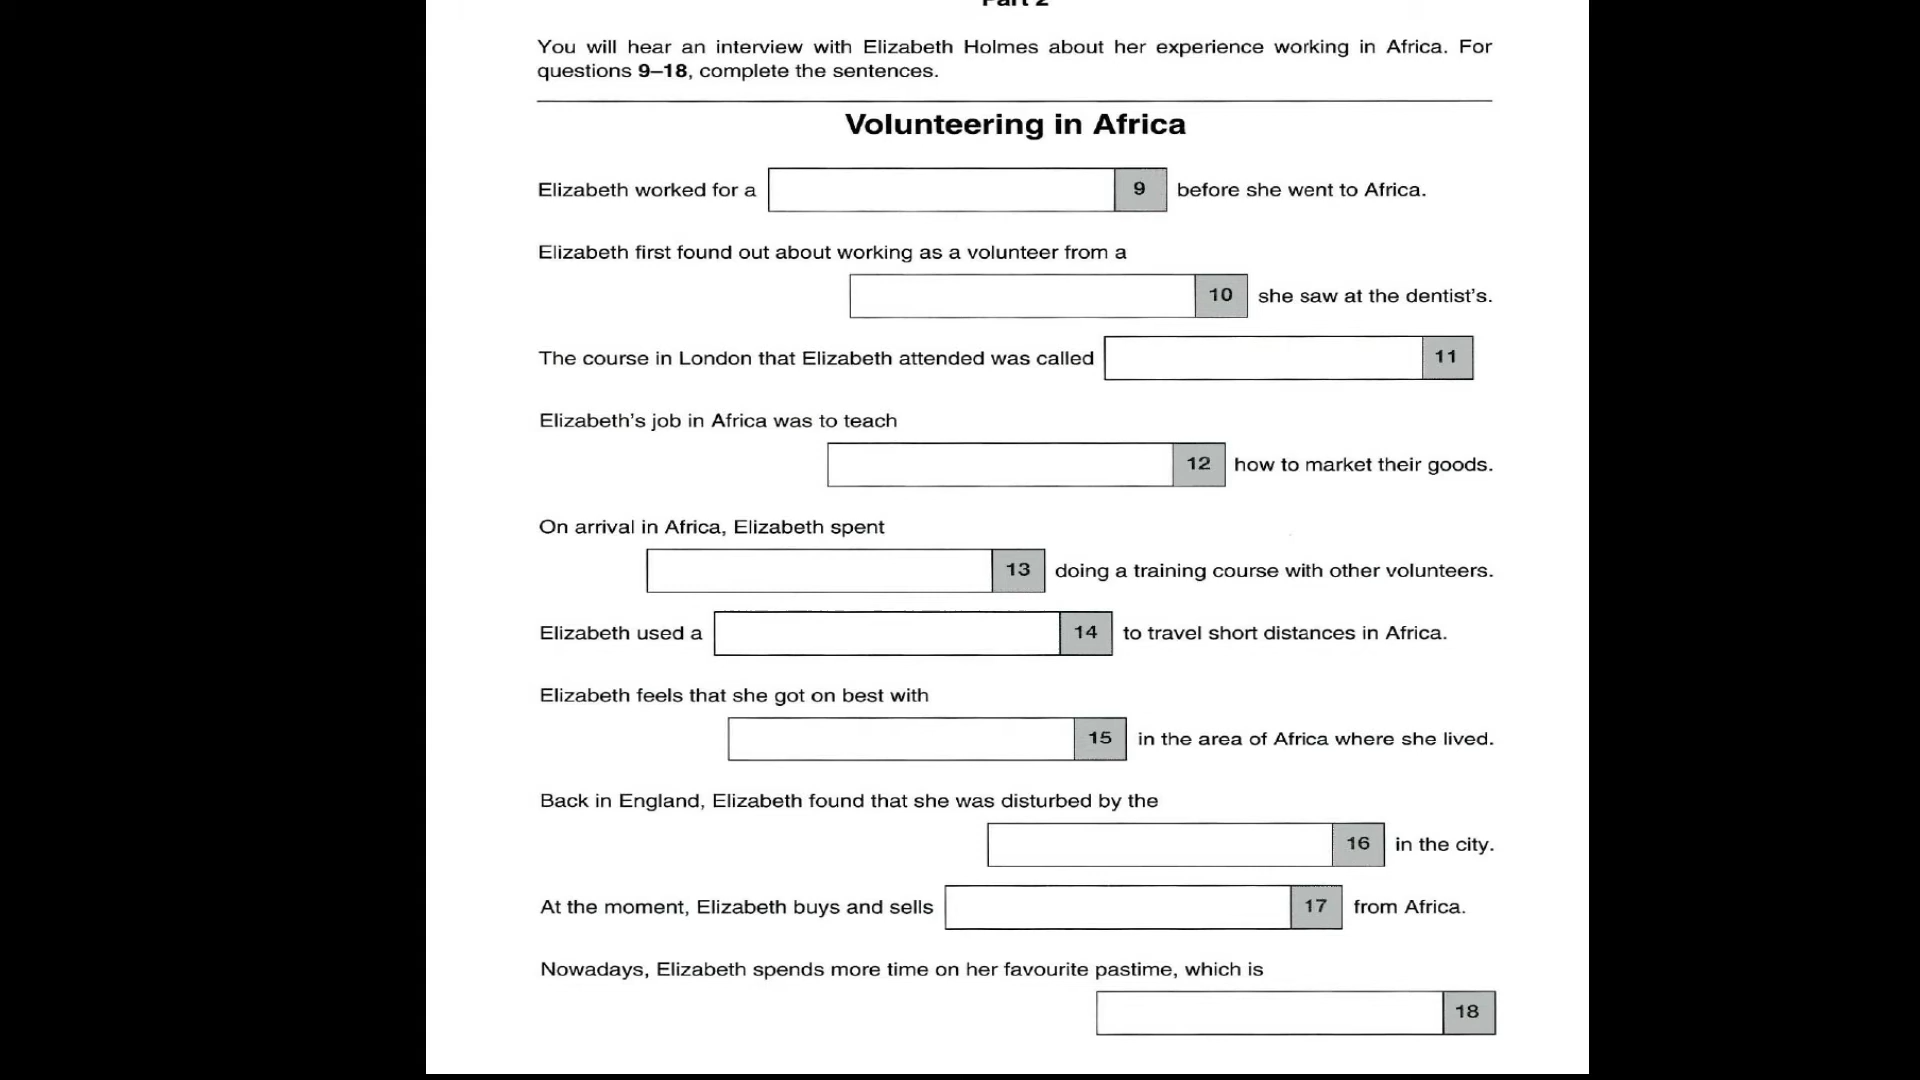 Part 2
You will hear an interview with Elizabeth Holmes about her experience working in Africa. For
questions 9–18, complete the sentences.
Volunteering in Africa
Elizabeth worked for a 9 before she went to Africa.
Elizabeth first found out about working as a volunteer from a
10 she saw at the dentist's.
The course in London that Elizabeth attended was called 11
Elizabeth's job in Africa was to teach
12 how to market their goods.
On arrival in Africa, Elizabeth spent
13 doing a training course with other volunteers.
Elizabeth used a 14 to travel short distances in Africa.
Elizabeth feels that she got on best with
15 in the area of Africa where she lived.
Back in England, Elizabeth found that she was disturbed by the
16 in the city.
At the moment, Elizabeth buys and sells 17 from Africa.
Nowadays, Elizabeth spends more time on her favourite pastime, which is
18